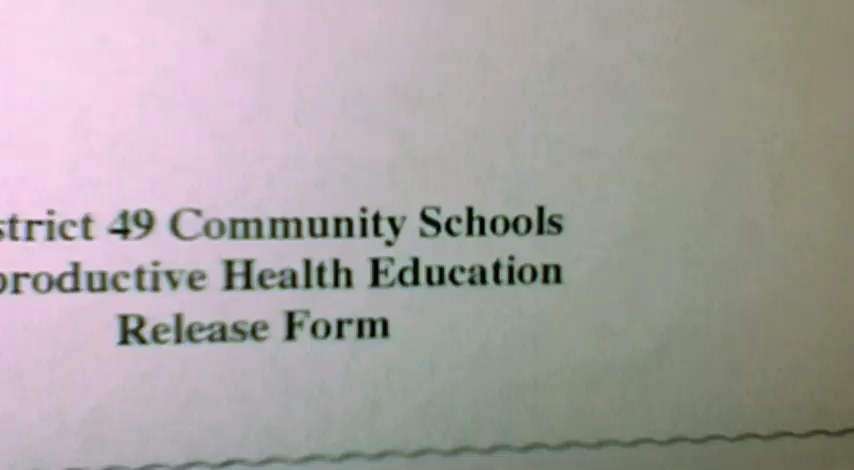 strict 49 Community Schools
productive Health Education
Release Form